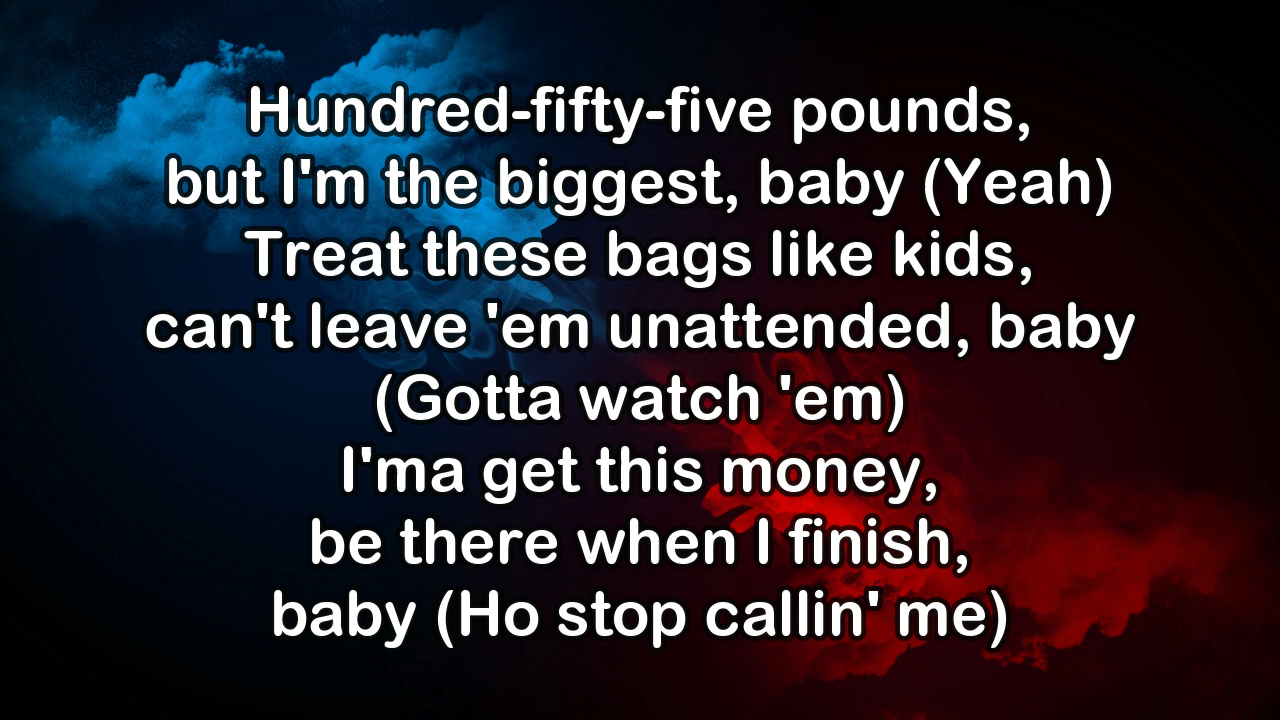 Hundred-fifty-five pounds,
but I'm the biggest, baby (Yeah)
Treat these bags like kids,
can't leave 'em unattended, baby
(Gotta watch 'em)
I'ma get this money,
be there when I finish,
baby (Ho stop callin' me)